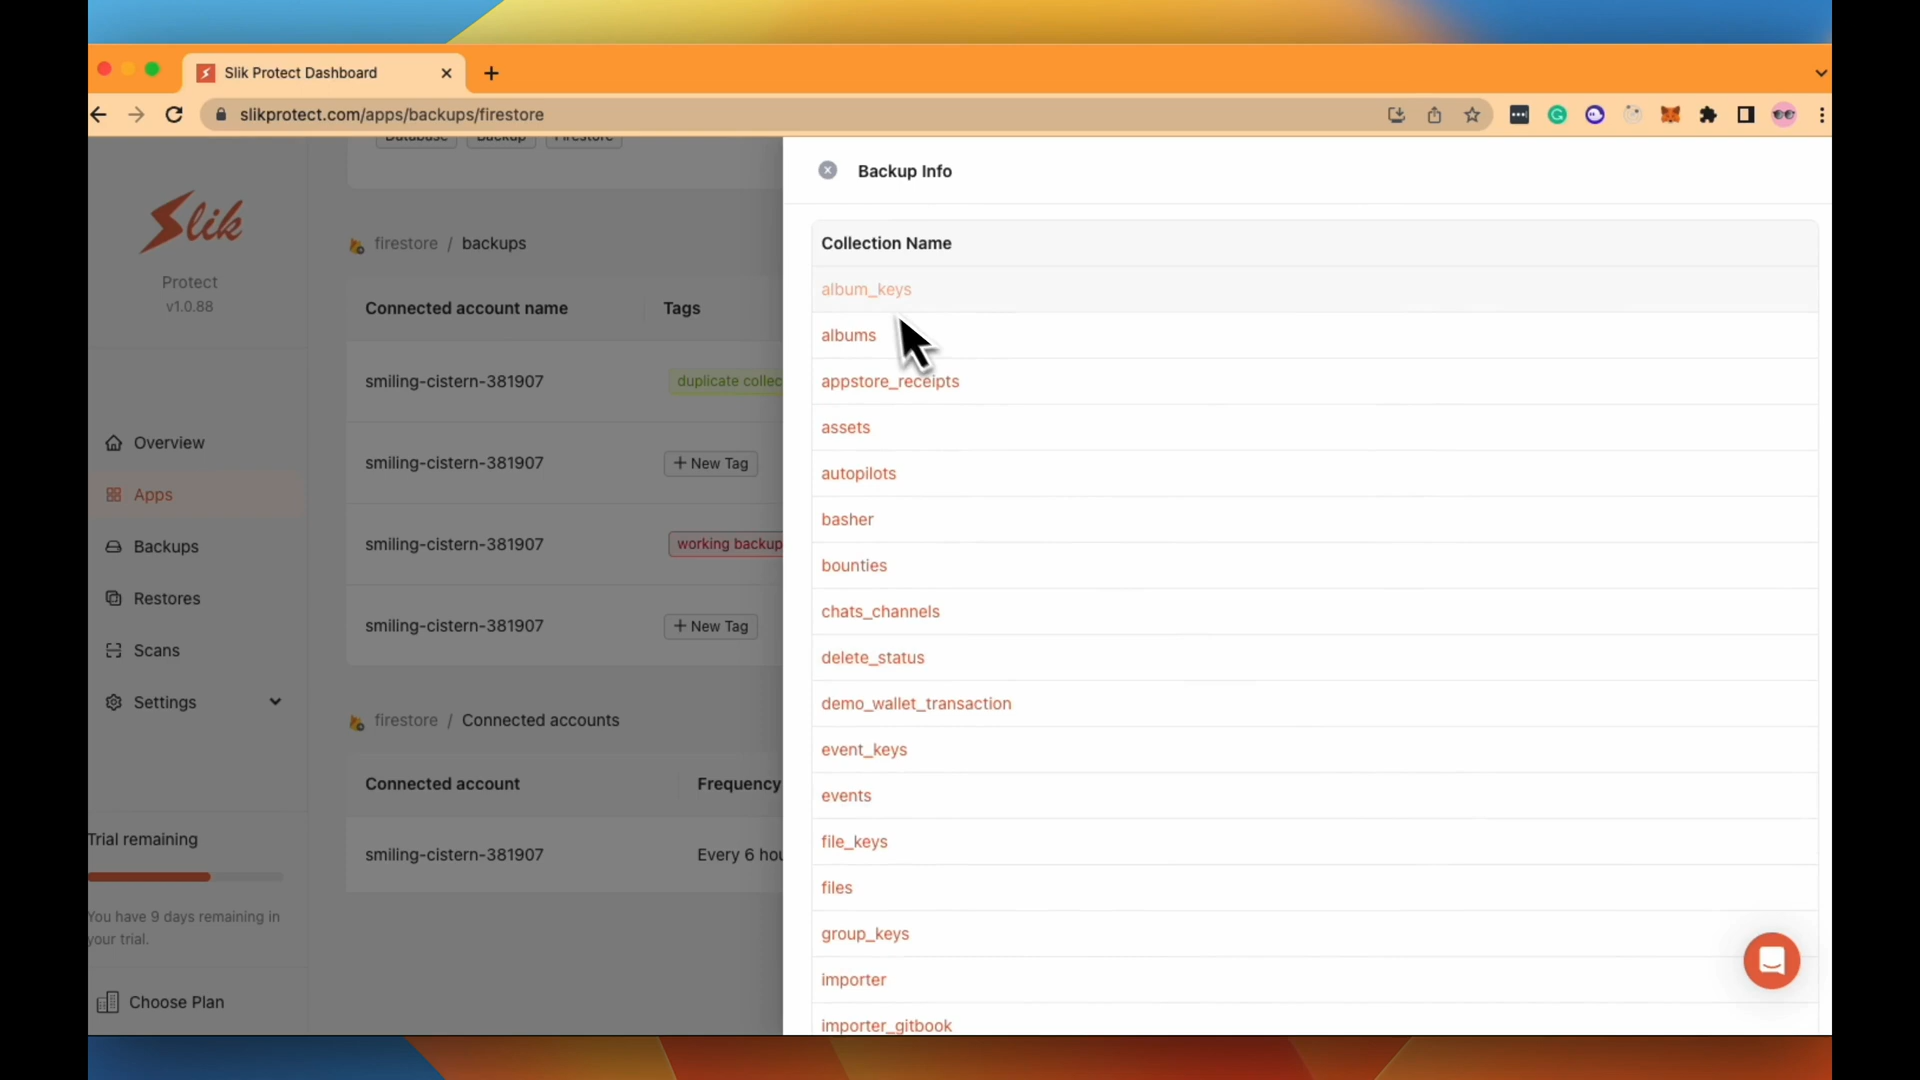 Slik Protect Dashboard
slikprotect.com/apps/backups/firestore
Database Backup Firestore
Slik
Protect
v1.0.88
Overview
Apps
Backups
Restores
Scans
Settings
Trial remaining
You have 9 days remaining in
your trial.
Choose Plan
firestore / backups
Connected account name Tags
smiling-cistern-381907 duplicate collec
smiling-cistern-381907 + New Tag
smiling-cistern-381907 working backup
smiling-cistern-381907 + New Tag
firestore / Connected accounts
Connected account Frequency
smiling-cistern-381907 Every 6 hou
Backup Info
Collection Name
album_keys
albums
appstore_receipts
assets
autopilots
basher
bounties
chats_channels
delete_status
demo_wallet_transaction
event_keys
events
file_keys
files
group_keys
importer
importer_gitbook